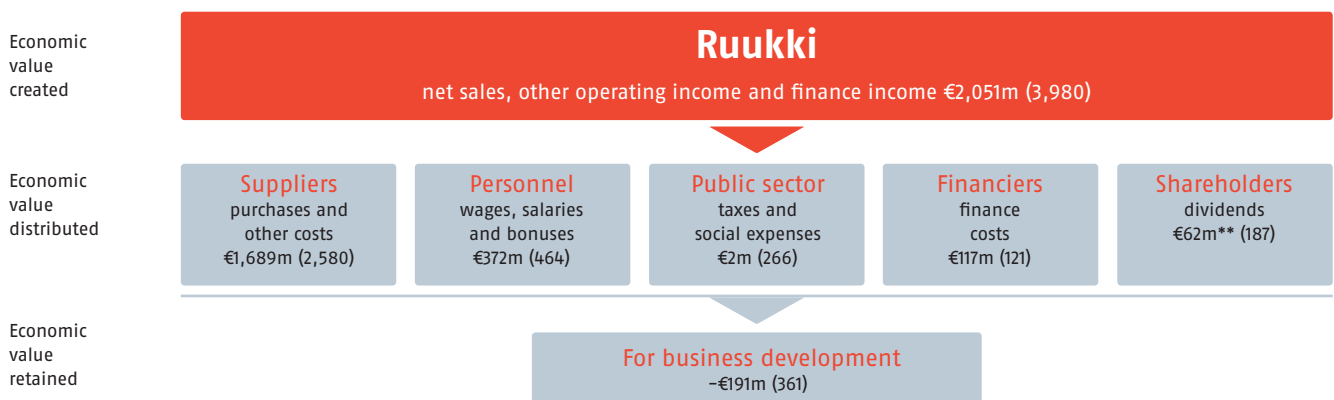 Economic
value
created
Ruukki
net sales, other operating income and finance income €2,051m (3,980)
Economic
value
distributed
Suppliers
purchases and
other costs
€1,689m (2,580)
Personnel
wages, salaries
and bonuses
€372m (464)
Public sector
taxes and
social expenses
€2m (266)
Financiers
finance
costs
€117m (121)
Shareholders
dividends
€62m** (187)
Economic
value
retained
For business development
–€191m (361)